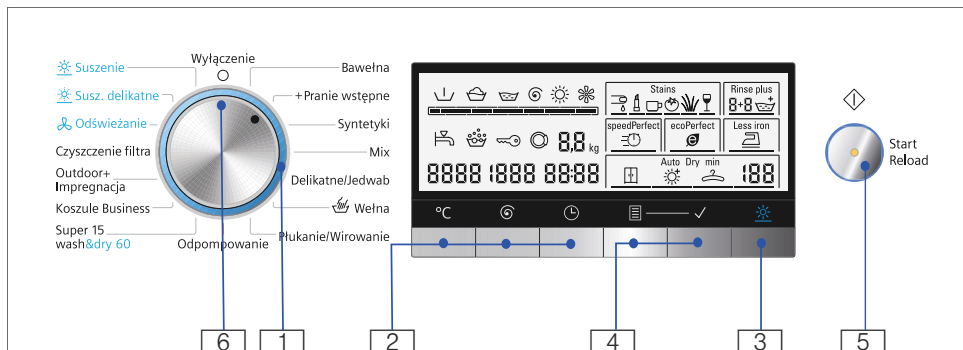 Wyłączenie
Suszenie
Susz. delikatne
Odświeżanie
Czyszczenie filtra
Outdoor+
Impregnacja
Koszule Business
Super 15
wash&dry 60
Odpompowanie
Bawełna
+Pranie wstępne
Syntetyki
Mix
Delikatne/Jedwab
Wełna
Płukanie/Wirowanie
Stains
Rinse plus
8+8
speedPerfect
ecoPerfect
Less iron
8.8 kg
Auto Dry min
8888 1888 88:88
188
°C
Start
Reload
6
1
2
4
3
5